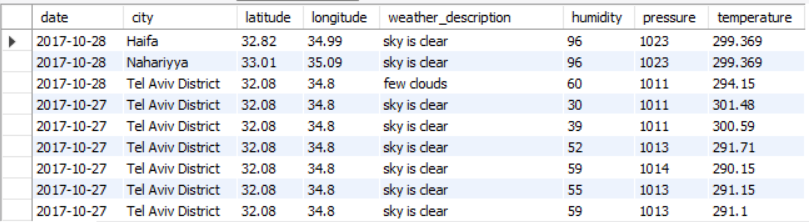 date city latitude longitude weather_description humidity pressure temperature
2017-10-28 Haifa 32.82 34.99 sky is clear 96 1023 299.369
2017-10-28 Nahariyya 33.01 35.09 sky is clear 96 1023 299.369
2017-10-28 Tel Aviv District 32.08 34.8 few clouds 60 1011 294.15
2017-10-27 Tel Aviv District 32.08 34.8 sky is clear 30 1011 301.48
2017-10-27 Tel Aviv District 32.08 34.8 sky is clear 39 1011 300.59
2017-10-27 Tel Aviv District 32.08 34.8 sky is clear 52 1013 291.71
2017-10-27 Tel Aviv District 32.08 34.8 sky is clear 59 1014 290.15
2017-10-27 Tel Aviv District 32.08 34.8 sky is clear 55 1013 291.15
2017-10-27 Tel Aviv District 32.08 34.8 sky is clear 59 1013 291.1